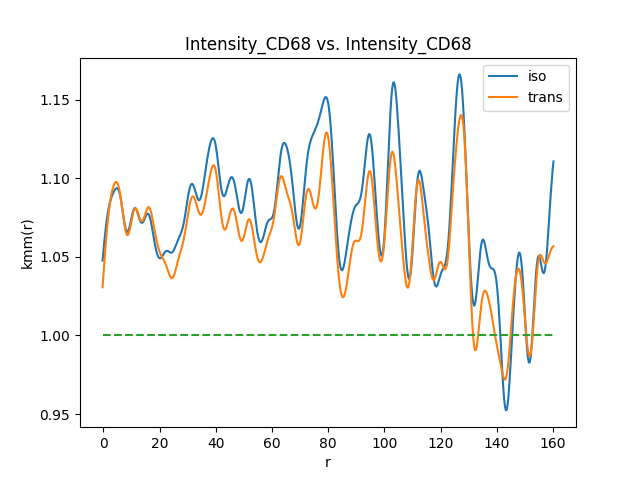 Intensity_CD68 vs. Intensity_CD68
iso
trans
kmm(r)
1.15
1.10
1.05
1.00
0.95
0 20 40 60 80 100 120 140 160
r